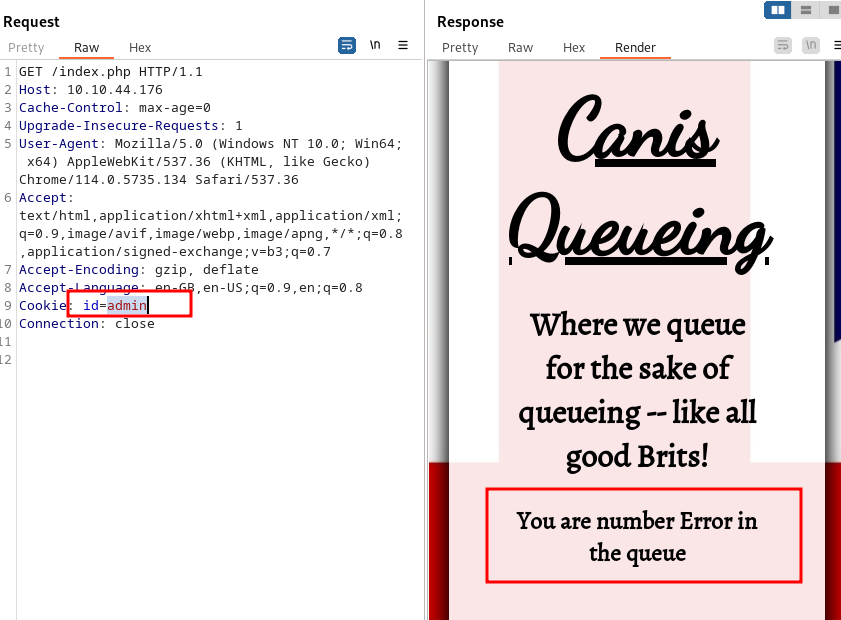 Request
Pretty Raw Hex
\n
1 GET /index.php HTTP/1.1
2 Host: 10.10.44.176
3 Cache-Control: max-age=0
4 Upgrade-Insecure-Requests: 1
5 User-Agent: Mozilla/5.0 (Windows NT 10.0; Win64;
x64) AppleWebKit/537.36 (KHTML, like Gecko)
Chrome/114.0.5735.134 Safari/537.36
6 Accept:
text/html,application/xhtml+xml,application/xml;
q=0.9,image/avif,image/webp,image/apng,*/*;q=0.8
,application/signed-exchange;v=b3;q=0.7
7 Accept-Encoding: gzip, deflate
8 Accept-Language: en-GB,en-US;q=0.9,en;q=0.8
9 Cookie: id=admin
10 Connection: close
11
12
Response
Pretty Raw Hex Render
\n
Canis
Queueing
Where we queue
for the sake of
queueing -- like all
good Brits!
You are number Error in
the queue